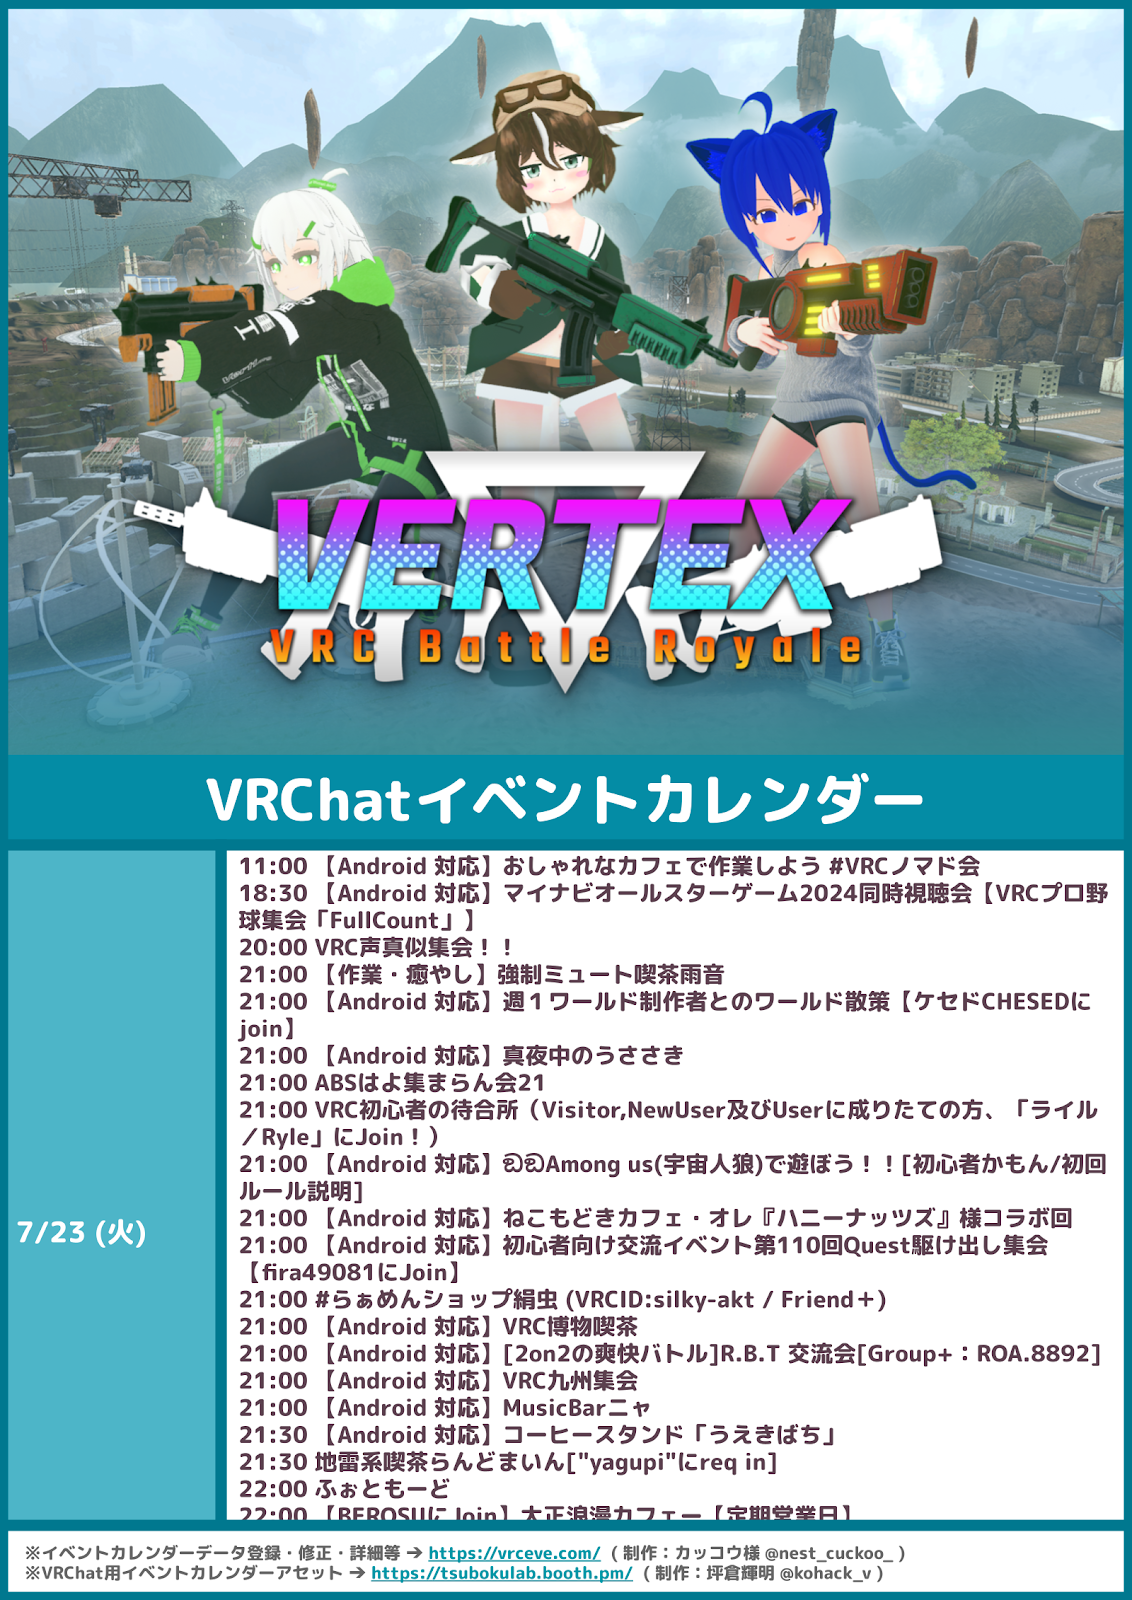 VERTEX
VRC Battle Royale
VRChatイベントカレンダー
7/23 (火)
11:00 【Android 対応】おしゃれなカフェで作業しよう #VRCノマド会
18:30 【Android 対応】マイナビオールスターゲーム2024同時視聴会【VRCプロ野
球集会「FullCount」】
20:00 VRC声真似集会！！
21:00 【作業・癒やし】強制ミュート喫茶雨音
21:00 【Android 対応】週１ワールド制作者とのワールド散策【ケセドCHESEDに
join】
21:00 【Android 対応】真夜中のうささき
21:00 ABSはよ集まらん会21
21:00 VRC初心者の待合所（Visitor,NewUser及びUserに成りたての方、「ライル
／Ryle」にJoin！）
21:00 【Android 対応】ඞඞAmong us(宇宙人狼)で遊ぼう！！[初心者かもん/初回
ルール説明]
21:00 【Android 対応】ねこもどきカフェ・オレ『ハニーナッツズ』様コラボ回
21:00 【Android 対応】初心者向け交流イベント第110回Quest駆け出し集会
【fira49081にJoin】
21:00 #らぁめんショップ絹虫 (VRCID:silky-akt / Friend＋)
21:00 【Android 対応】VRC博物喫茶
21:00 【Android 対応】[2on2の爽快バトル]R.B.T 交流会[Group+：ROA.8892]
21:00 【Android 対応】VRC九州集会
21:00 【Android 対応】MusicBarニャ
21:30 【Android 対応】コーヒースタンド「うえきばち」
21:30 地雷系喫茶らんどまいん["yagupi"にreq in]
22:00 ふぉともーど
22:00 【BEROSUに Join】大正浪漫カフェー【定期営業日】
※イベントカレンダーデータ登録・修正・詳細等 → https://vrceve.com/ ( 制作：カッコウ様 @nest_cuckoo_ )
※VRChat用イベントカレンダーアセット → https://tsubokulab.booth.pm/ ( 制作：坪倉輝明 @kohack_v )